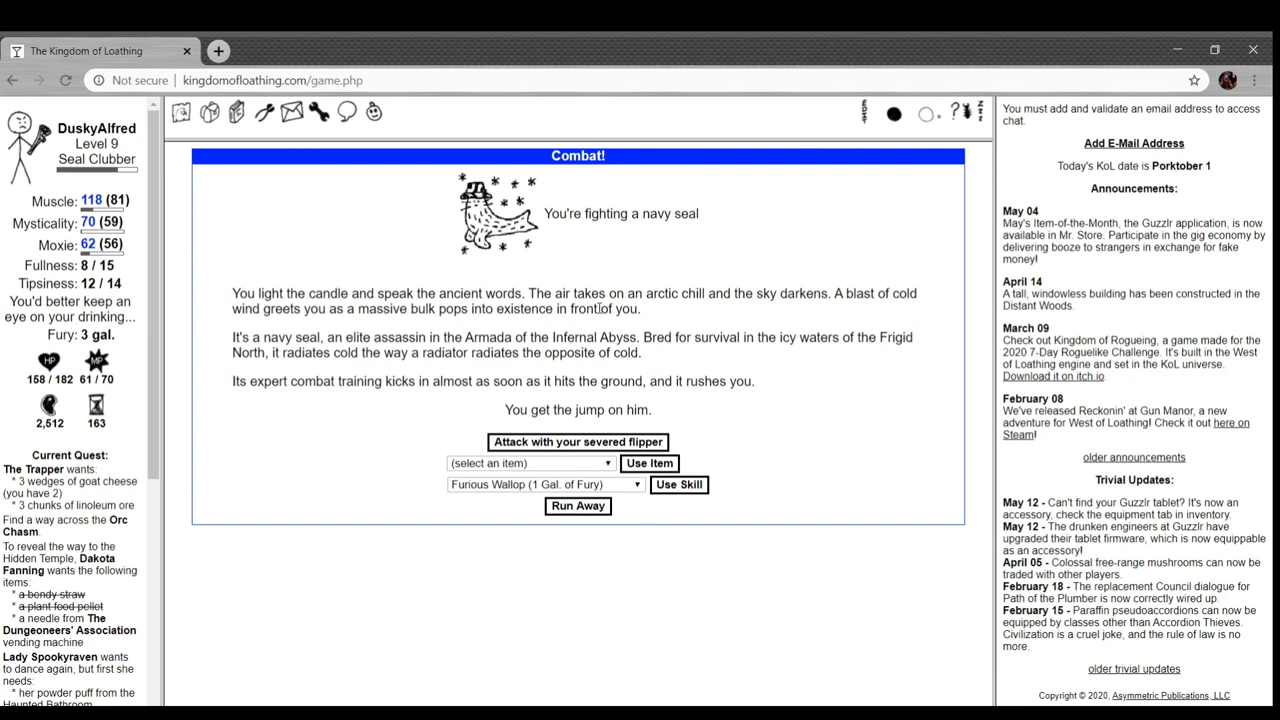 The Kingdom of Loathing
Not secure | kingdomofloathing.com/game.php
DuskyAlfred
Level 9
Seal Clubber
Muscle: 118 (81)
Mysticality: 70 (59)
Moxie: 62 (56)
Fullness: 8 / 15
Tipsiness: 12 / 14
You'd better keep an
eye on your drinking...
Fury: 3 gal.
HP MP
158 / 182 61 / 70
2,512 163
Current Quest:
The Trapper wants:
* 3 wedges of goat cheese
(you have 2)
* 3 chunks of linoleum ore
Find a way across the Orc
Chasm.
To reveal the way to the
Hidden Temple, Dakota
Fanning wants the following
items:
* a bendy straw
* a plant food pellet
* a needle from The
Dungeoneers' Association
vending machine
Lady Spookyraven wants
to dance again, but first she
needs:
* her powder puff from the
Haunted Bathroom
Combat!
You're fighting a navy seal
You light the candle and speak the ancient words. The air takes on an arctic chill and the sky darkens. A blast of cold
wind greets you as a massive bulk pops into existence in front of you.
It's a navy seal, an elite assassin in the Armada of the Infernal Abyss. Bred for survival in the icy waters of the Frigid
North, it radiates cold the way a radiator radiates the opposite of cold.
Its expert combat training kicks in almost as soon as it hits the ground, and it rushes you.
You get the jump on him.
Attack with your severed flipper
(select an item) Use Item
Furious Wallop (1 Gal. of Fury) Use Skill
Run Away
You must add and validate an email address to access
chat.
Add E-Mail Address
Today's KoL date is Porktober 1
Announcements:
May 04
May's Item-of-the-Month, the Guzzlr application, is now
available in Mr. Store. Participate in the gig economy by
delivering booze to strangers in exchange for fake
money!
April 14
A tall, windowless building has been constructed in the
Distant Woods.
March 09
Check out Kingdom of Rogueing, a game made for the
2020 7-Day Roguelike Challenge. It's built in the West
of Loathing engine and set in the KoL universe.
Download it on itch io.
February 08
We've released Reckonin' at Gun Manor, a new
adventure for West of Loathing! Check it out here on
Steam!
older announcements
Trivial Updates:
May 12 - Can't find your Guzzlr tablet? It's now an
accessory, check the equipment tab in inventory.
May 12 - The drunken engineers at Guzzlr have
upgraded their tablet firmware, which is now equippable
as an accessory!
April 05 - Colossal free-range mushrooms can now be
traded with other players.
February 18 - The replacement Council dialogue for
Path of the Plumber is now correctly wired up.
February 15 - Paraffin pseudoaccordions can now be
equipped by classes other than Accordion Thieves.
Civilization is a cruel joke, and the rule of law is no
more.
older trivial updates
Copyright © 2020, Asymmetric Publications, LLC